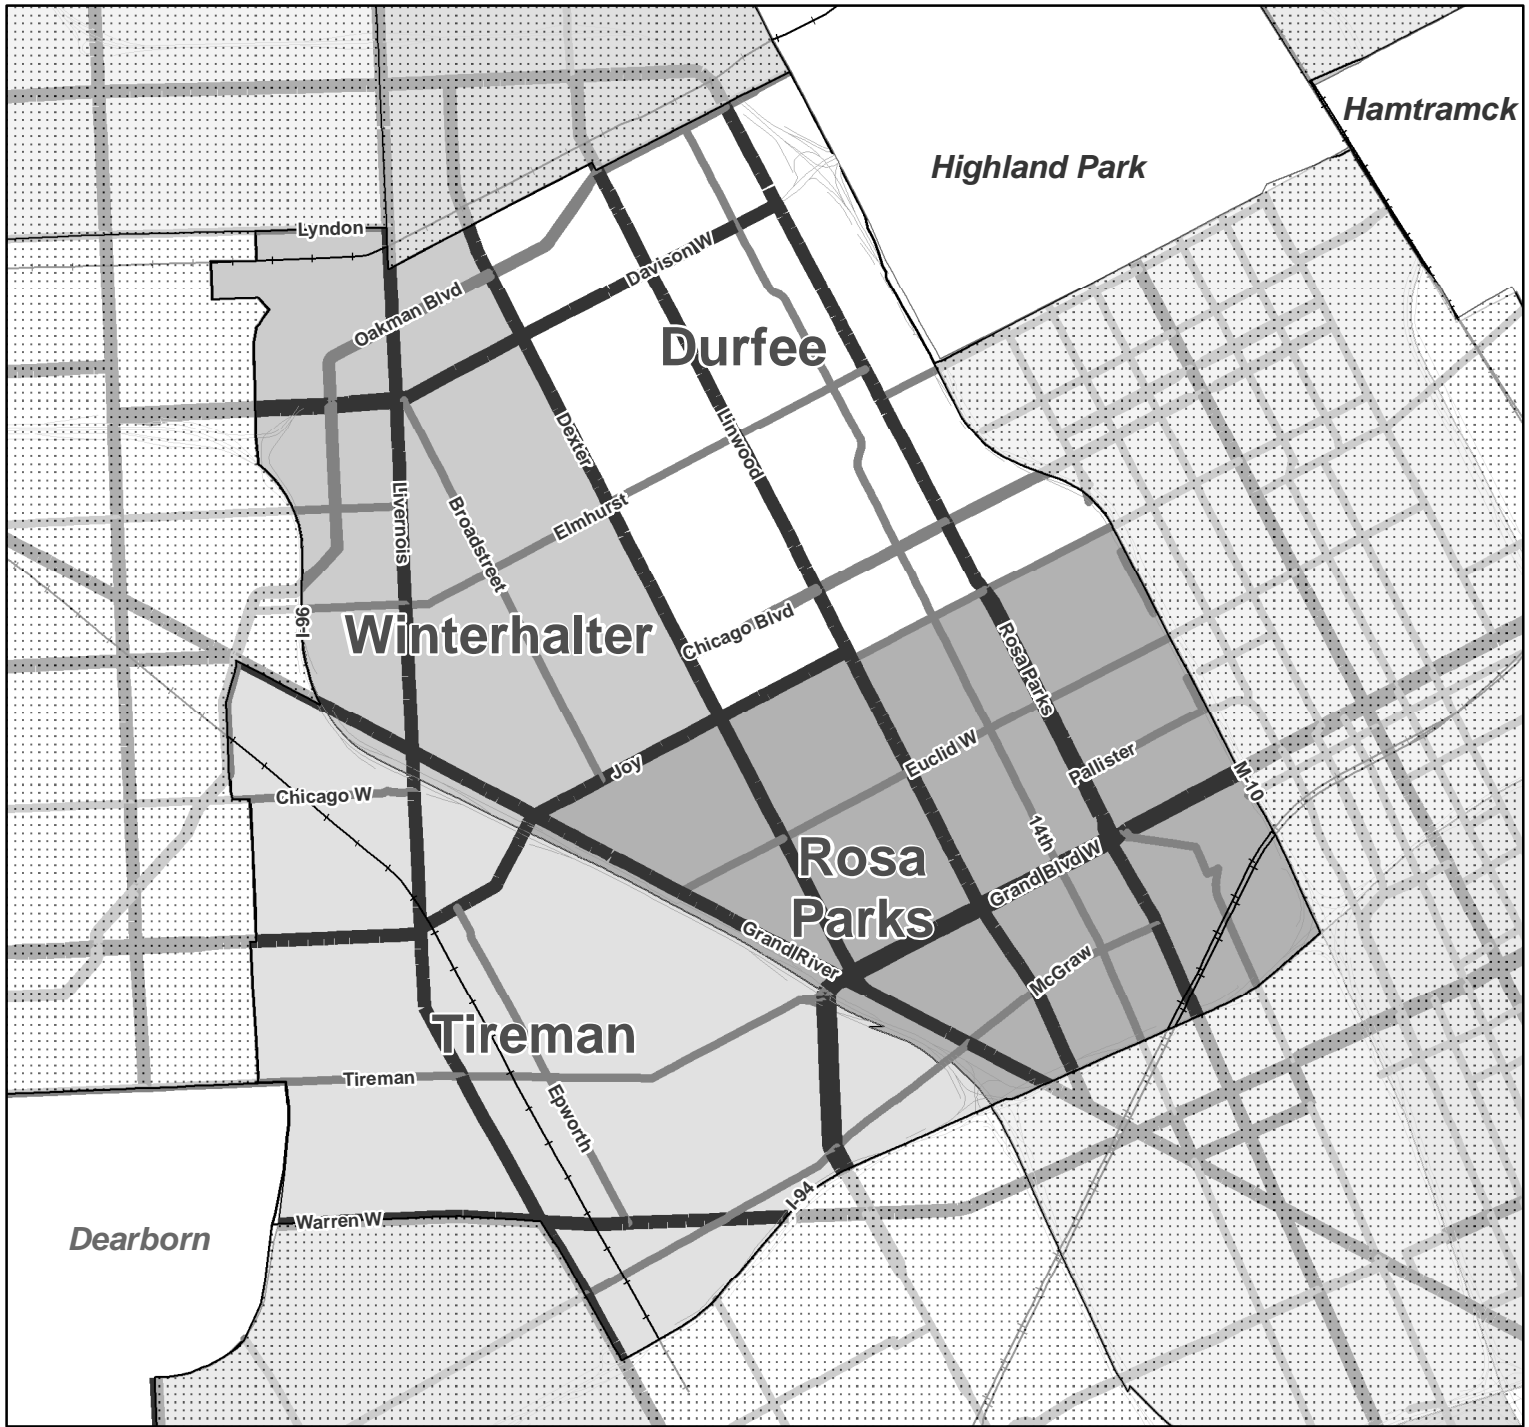 Hamtramck
Highland Park
Lyndon
Davison W
Oakman Blvd
Durfee
Dexter
Linwood
Livernois
Broadstreet
Elmhurst
I-96
Winterhalter
Chicago Blvd
Rosa Parks
Euclid W
Joy
Pallister
M-10
Chicago W
14th
Rosa
Parks
Grand Blvd W
Grand River
McGraw
Tireman
Tireman
Epworth
I-94
Warren W
Dearborn